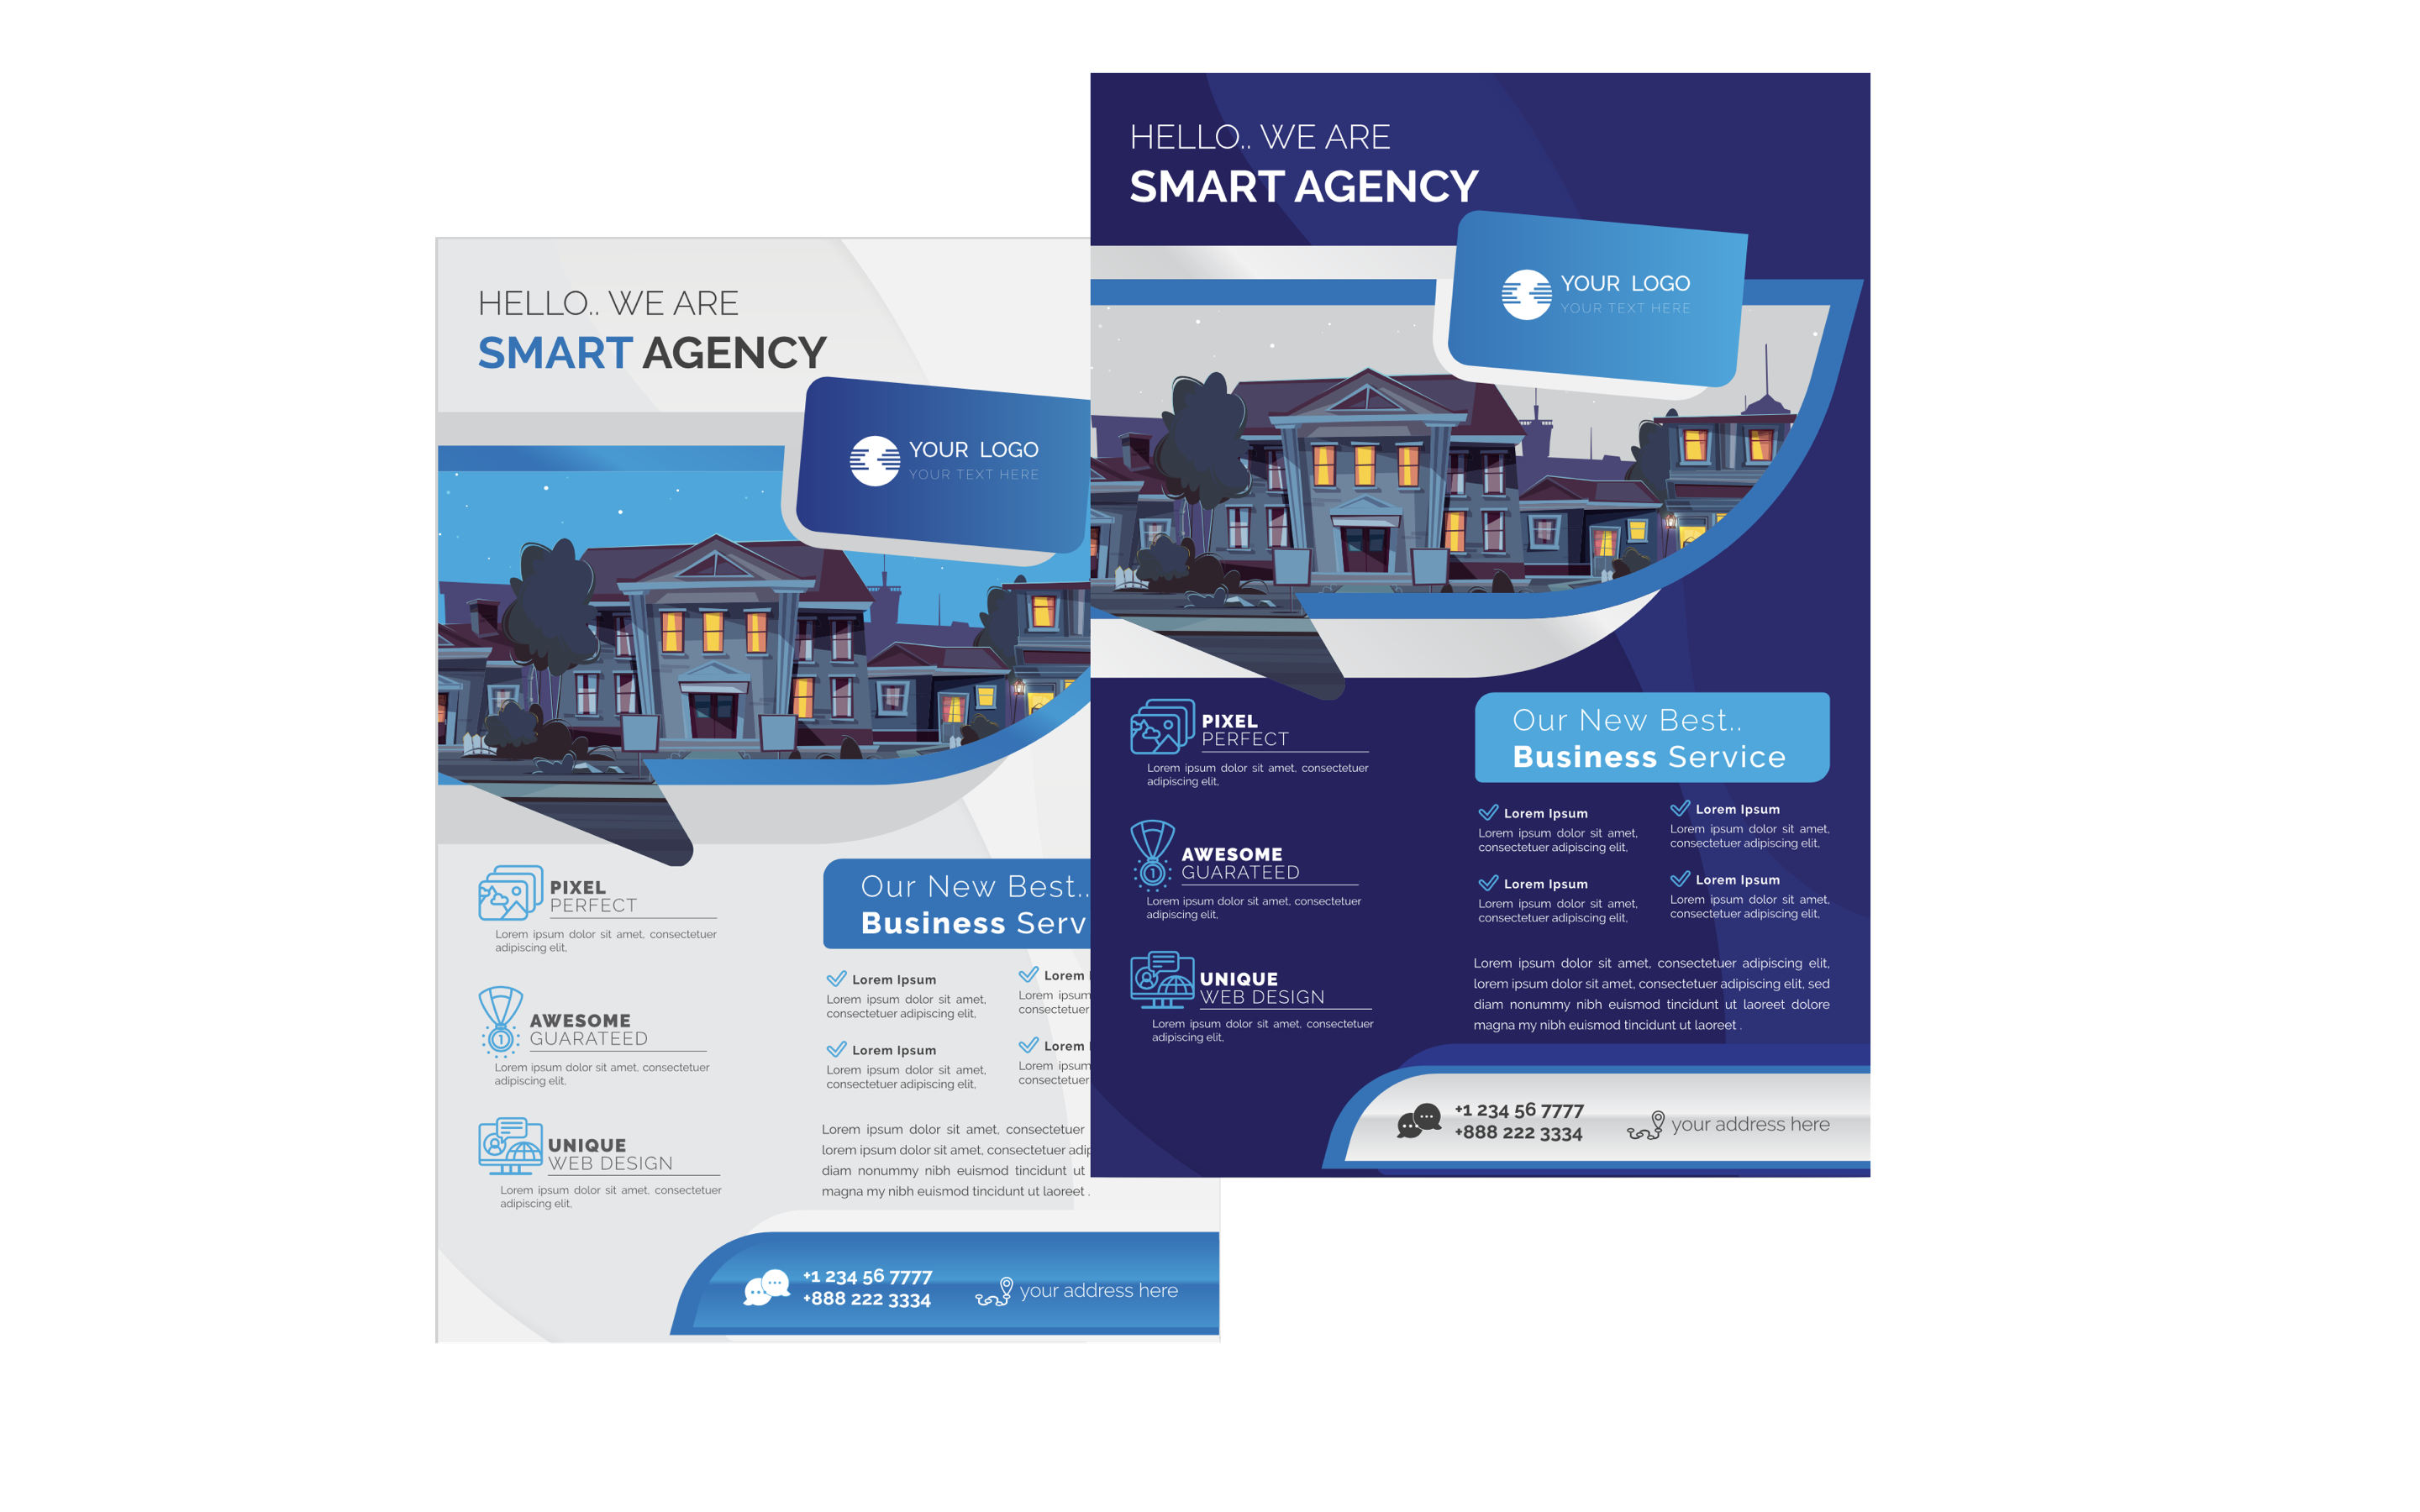 HELLO.. WE ARE
SMART AGENCY
YOUR LOGO
YOUR TEXT HERE
PIXEL
PERFECT
Lorem ipsum dolor sit amet, consectetuer
adipiscing elit,
AWESOME
GUARATEED
Lorem ipsum dolor sit amet, consectetuer
adipiscing elit,
UNIQUE
WEB DESIGN
Lorem ipsum dolor sit amet, consectetuer
adipiscing elit,
Our New Best..
Business Serv
Lorem Ipsum
Lorem ipsum dolor sit amet,
consectetuer adipiscing elit,
Lorem
Lorem ipsum
consectetuer
Lorem Ipsum
Lorem ipsum dolor sit amet,
consectetuer adipiscing elit,
Lorem
Lorem ipsum
consectetuer
Lorem ipsum dolor sit amet, consectetuer
lorem ipsum dolor sit amet, consectetuer adip
diam nonummy nibh euismod tincidunt ut
magna my nibh euismod tincidunt ut laoreet .
+1 234 56 7777
+888 222 3334
your address here
HELLO.. WE ARE
SMART AGENCY
YOUR LOGO
YOUR TEXT HERE
PIXEL
PERFECT
Lorem ipsum dolor sit amet, consectetuer
adipiscing elit,
AWESOME
GUARATEED
Lorem ipsum dolor sit amet, consectetuer
adipiscing elit,
UNIQUE
WEB DESIGN
Lorem ipsum dolor sit amet, consectetuer
adipiscing elit,
Our New Best..
Business Service
Lorem Ipsum
Lorem ipsum dolor sit amet,
consectetuer adipiscing elit,
Lorem Ipsum
Lorem ipsum dolor sit amet,
consectetuer adipiscing elit,
Lorem Ipsum
Lorem ipsum dolor sit amet,
consectetuer adipiscing elit,
Lorem Ipsum
Lorem ipsum dolor sit amet,
consectetuer adipiscing elit,
Lorem ipsum dolor sit amet, consectetuer adipiscing elit,
lorem ipsum dolor sit amet, consectetuer adipiscing elit, sed
diam nonummy nibh euismod tincidunt ut laoreet dolore
magna my nibh euismod tincidunt ut laoreet .
+1 234 56 7777
+888 222 3334
your address here